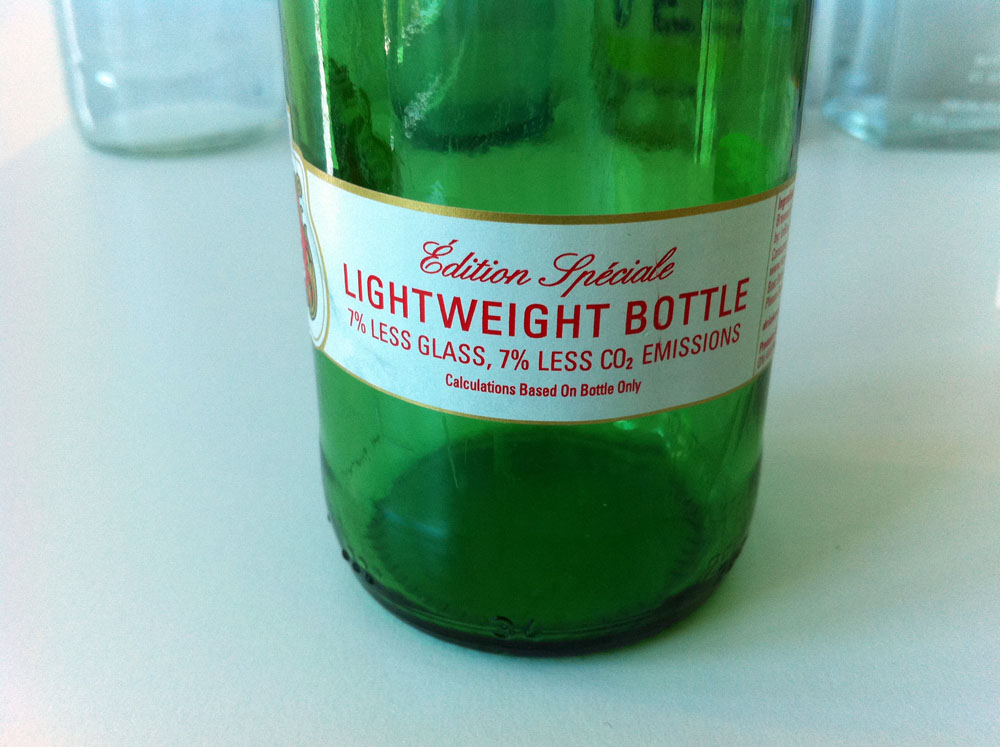 Édition Spéciale
LIGHTWEIGHT BOTTLE
7% LESS GLASS, 7% LESS CO₂ EMISSIONS
Calculations Based On Bottle Only